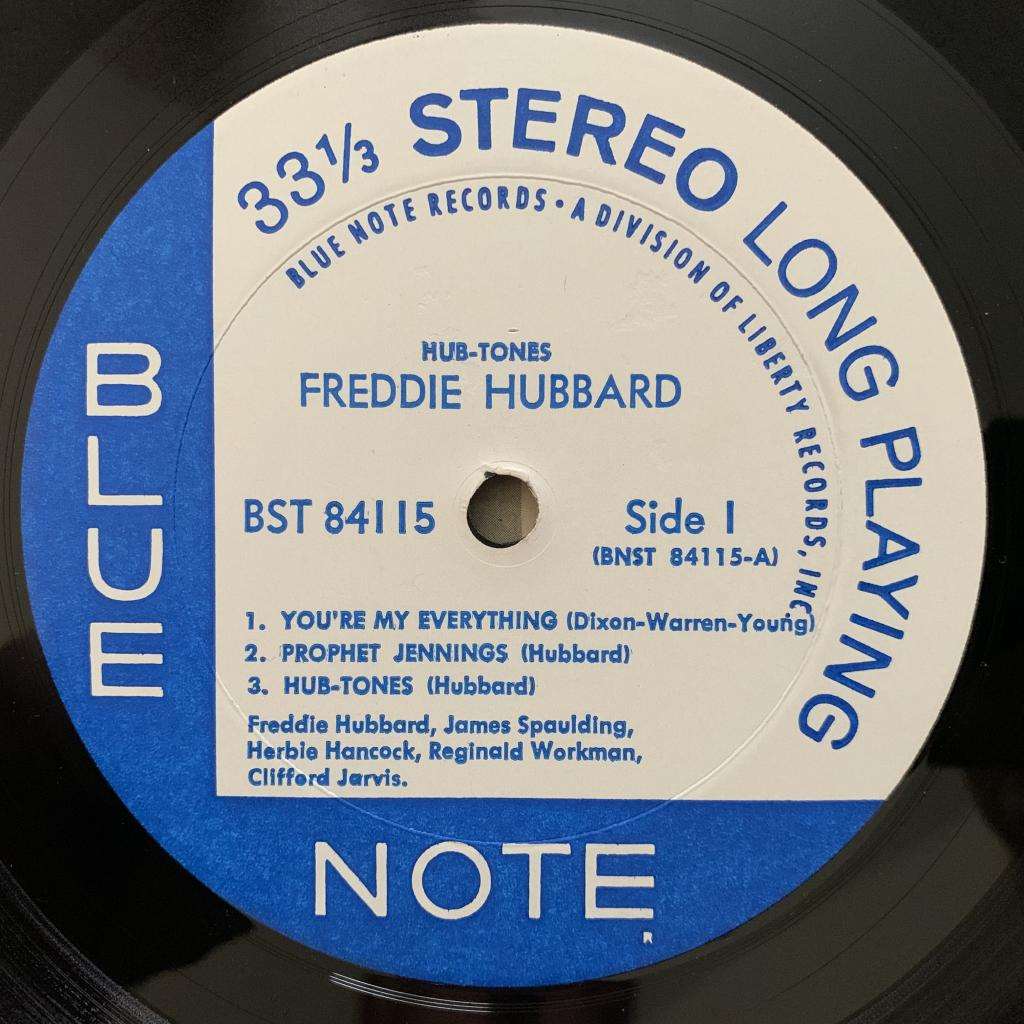 33⅓ STEREO LONG PLAYING
BLUE NOTE RECORDS • A DIVISION OF LIBERTY RECORDS, INC.
HUB-TONES
FREDDIE HUBBARD
BST 84115
Side 1
(BNST 84115-A)
1. YOU'RE MY EVERYTHING (Dixon-Warren-Young)
2. PROPHET JENNINGS (Hubbard)
3. HUB-TONES (Hubbard)
Freddie Hubbard, James Spaulding,
Herbie Hancock, Reginald Workman,
Clifford Jarvis.
BLUE
NOTE
R